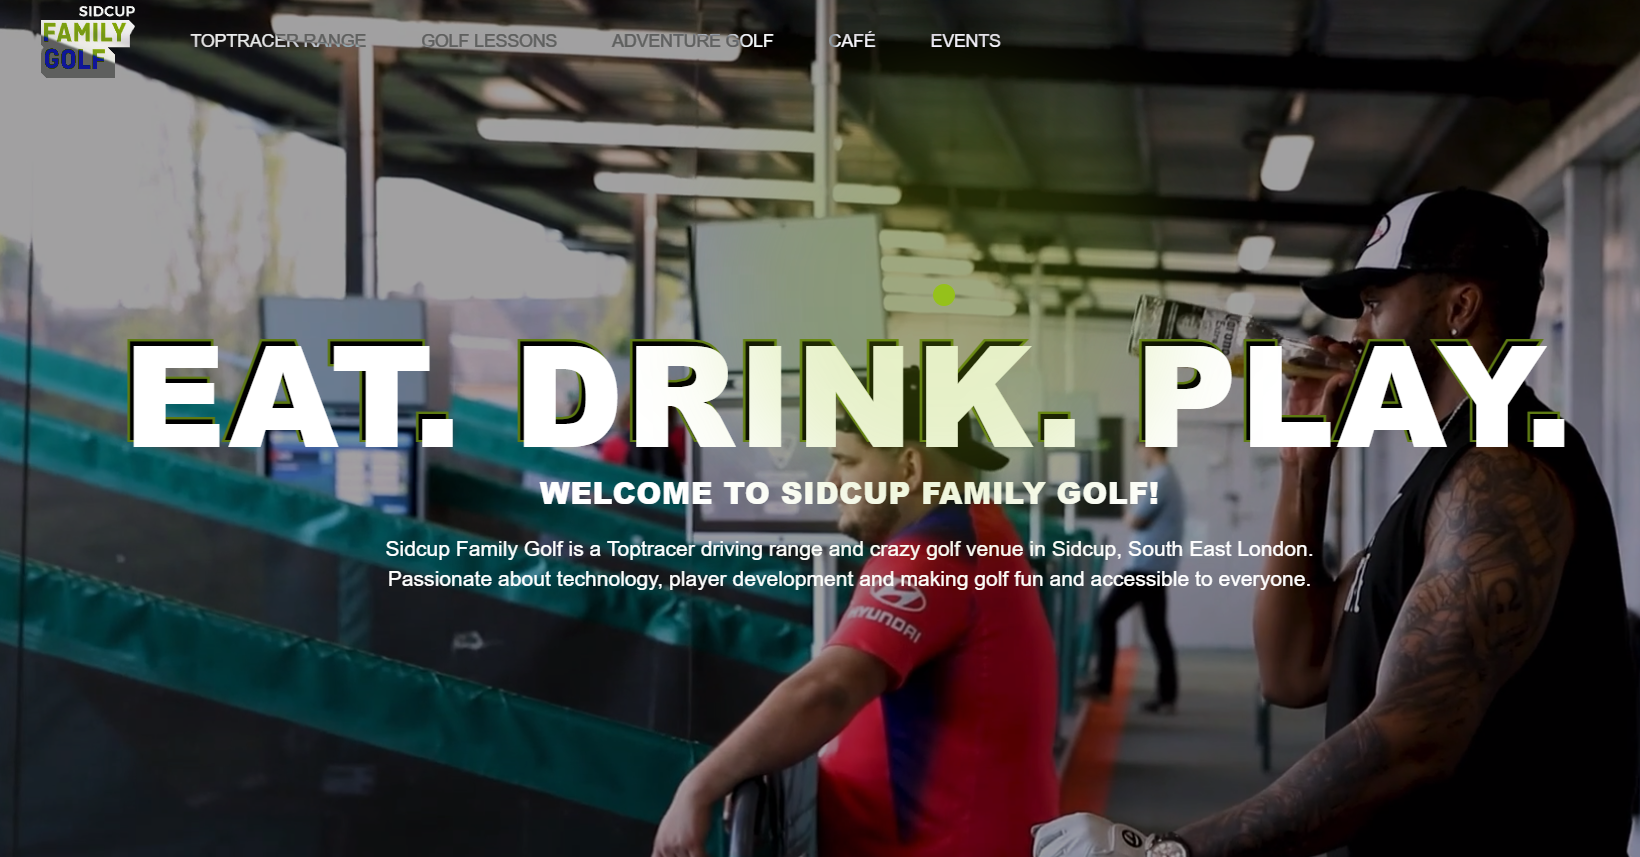 SIDCUP
FAMILY
GOLF
TOPTRACER RANGE GOLF LESSONS ADVENTURE GOLF CAFÉ EVENTS
EAT. DRINK. PLAY.
WELCOME TO SIDCUP FAMILY GOLF!
Sidcup Family Golf is a Toptracer driving range and crazy golf venue in Sidcup, South East London.
Passionate about technology, player development and making golf fun and accessible to everyone.
HYUNDAI